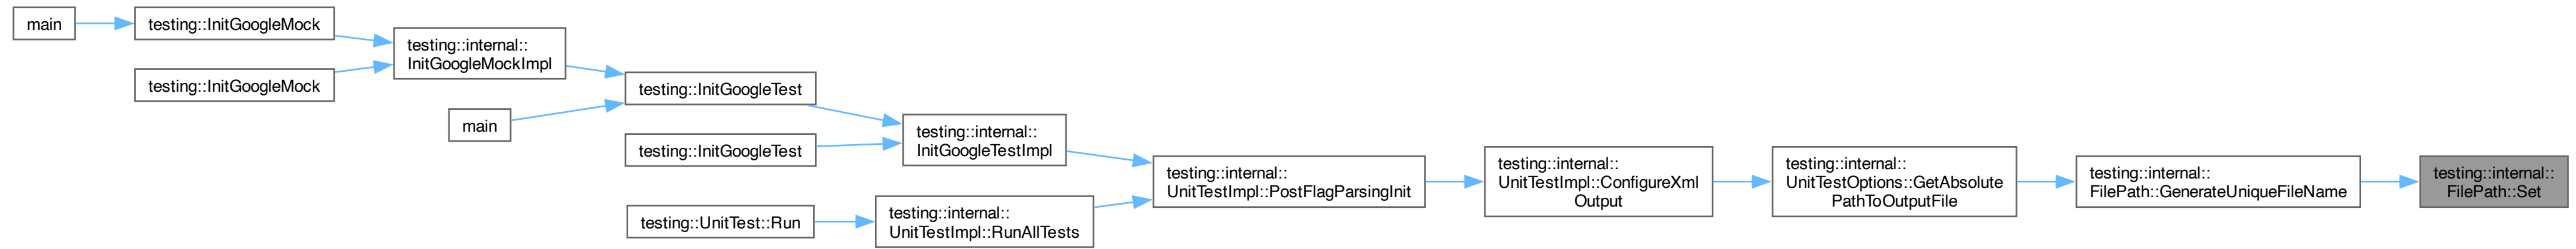 main
testing::InitGoogleMock
testing::InitGoogleMock
testing::internal::
InitGoogleMockImpl
main
testing::InitGoogleTest
testing::InitGoogleTest
testing::UnitTest::Run
testing::internal::
InitGoogleTestImpl
testing::internal::
UnitTestImpl::RunAllTests
testing::internal::
UnitTestImpl::PostFlagParsingInit
testing::internal::
UnitTestImpl::ConfigureXml
Output
testing::internal::
UnitTestOptions::GetAbsolute
PathToOutputFile
testing::internal::
FilePath::GenerateUniqueFileName
testing::internal::
FilePath::Set